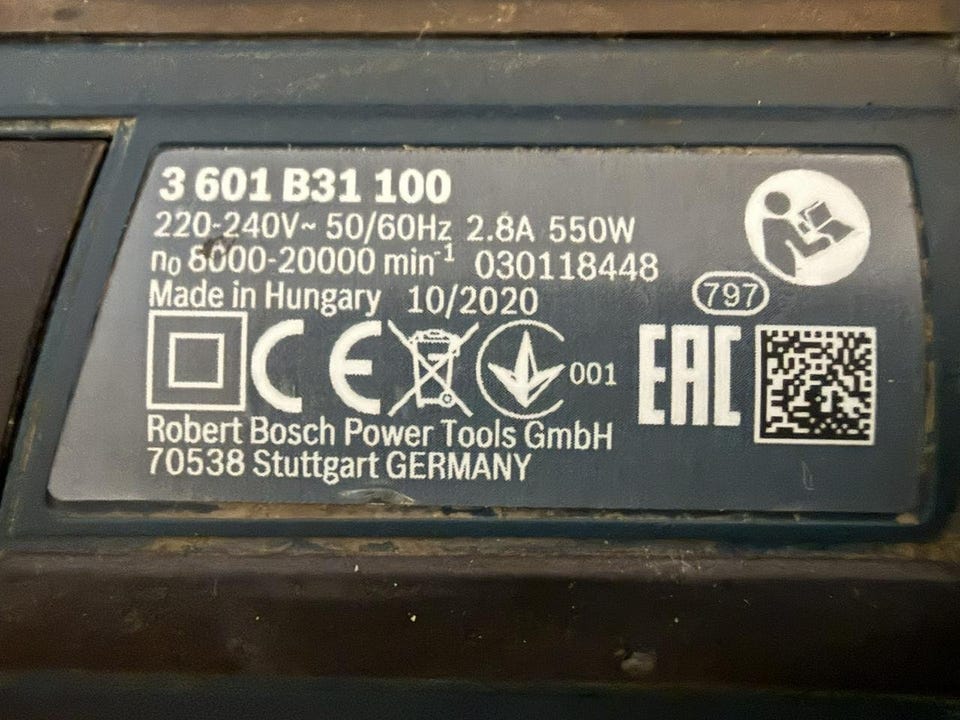 3 601 B31 100
220-240V~ 50/60Hz 2.8A 550W
n₀ 8000-20000 min⁻¹ 030118448
Made in Hungary 10/2020
797
CE
001
EAC
Robert Bosch Power Tools GmbH
70538 Stuttgart GERMANY